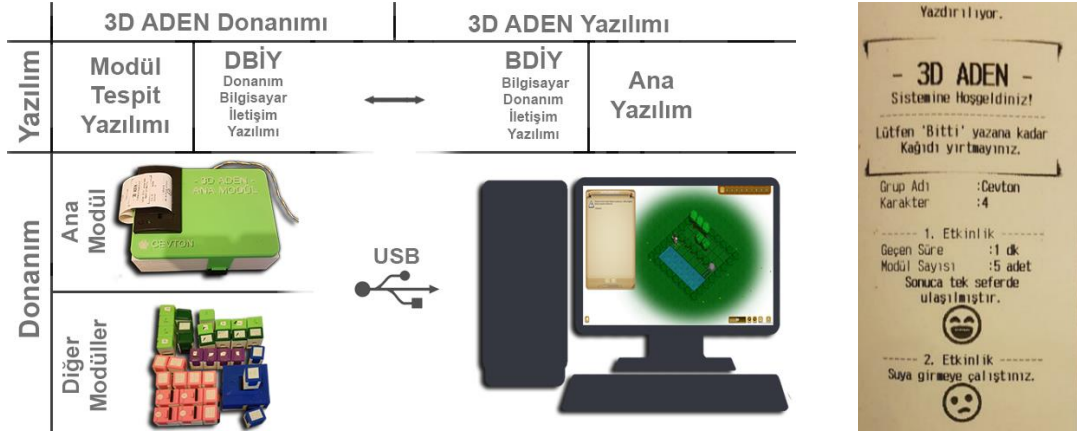 3D ADEN Donanımı
3D ADEN Yazılımı
Yazılım
Modül
Tespit
Yazılımı
DBİY
Donanım
Bilgisayar
İletişim
Yazılımı
BDİY
Bilgisayar
Donanım
İletişim
Yazılımı
Ana
Yazılım
Donanım
Ana
Modül
- 3D ADEN -
ANA MODÜL
CEVTON
USB
Diğer
Modüller
Yazdırılıyor.
- 3D ADEN -
Sistemine Hoşgeldiniz!
Lütfen 'Bitti' yazana kadar
Kağıdı yırtmayınız.
Grup Adı :Cevton
Karakter :4
------ 1. Etkinlik ------
Geçen Süre :1 dk
Modül Sayısı :5 adet
Sonuca tek seferde
ulaşılmıştır.
------ 2. Etkinlik ------
Suya girmeye çalıştınız.